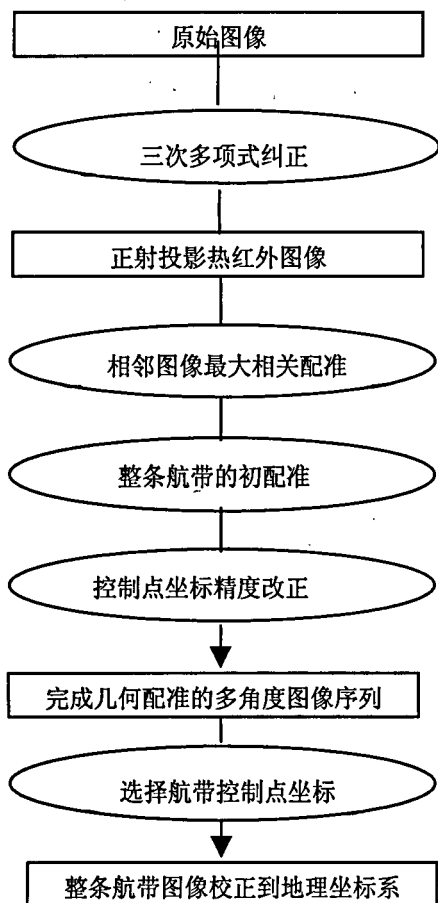 原始图像
三次多项式纠正
正射投影热红外图像
相邻图像最大相关配准
整条航带的初配准
控制点坐标精度改正
完成几何配准的多角度图像序列
选择航带控制点坐标
整条航带图像校正到地理坐标系